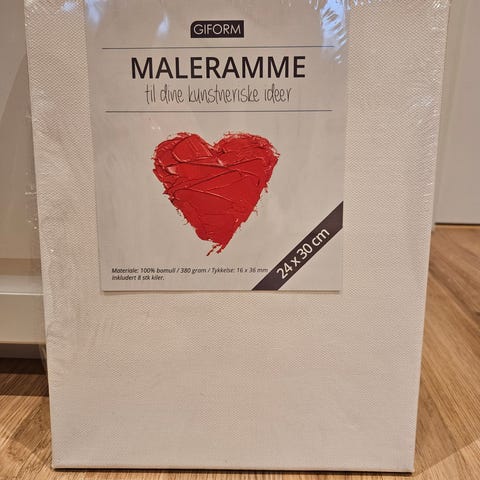 GIFORM
MALERAMME
til dine kunstneriske ideer
Materiale: 100% bomull / 380 gram / Tykkelse: 16 x 36 mm
Inkludert 8 stk kiler.
24 x 30 cm